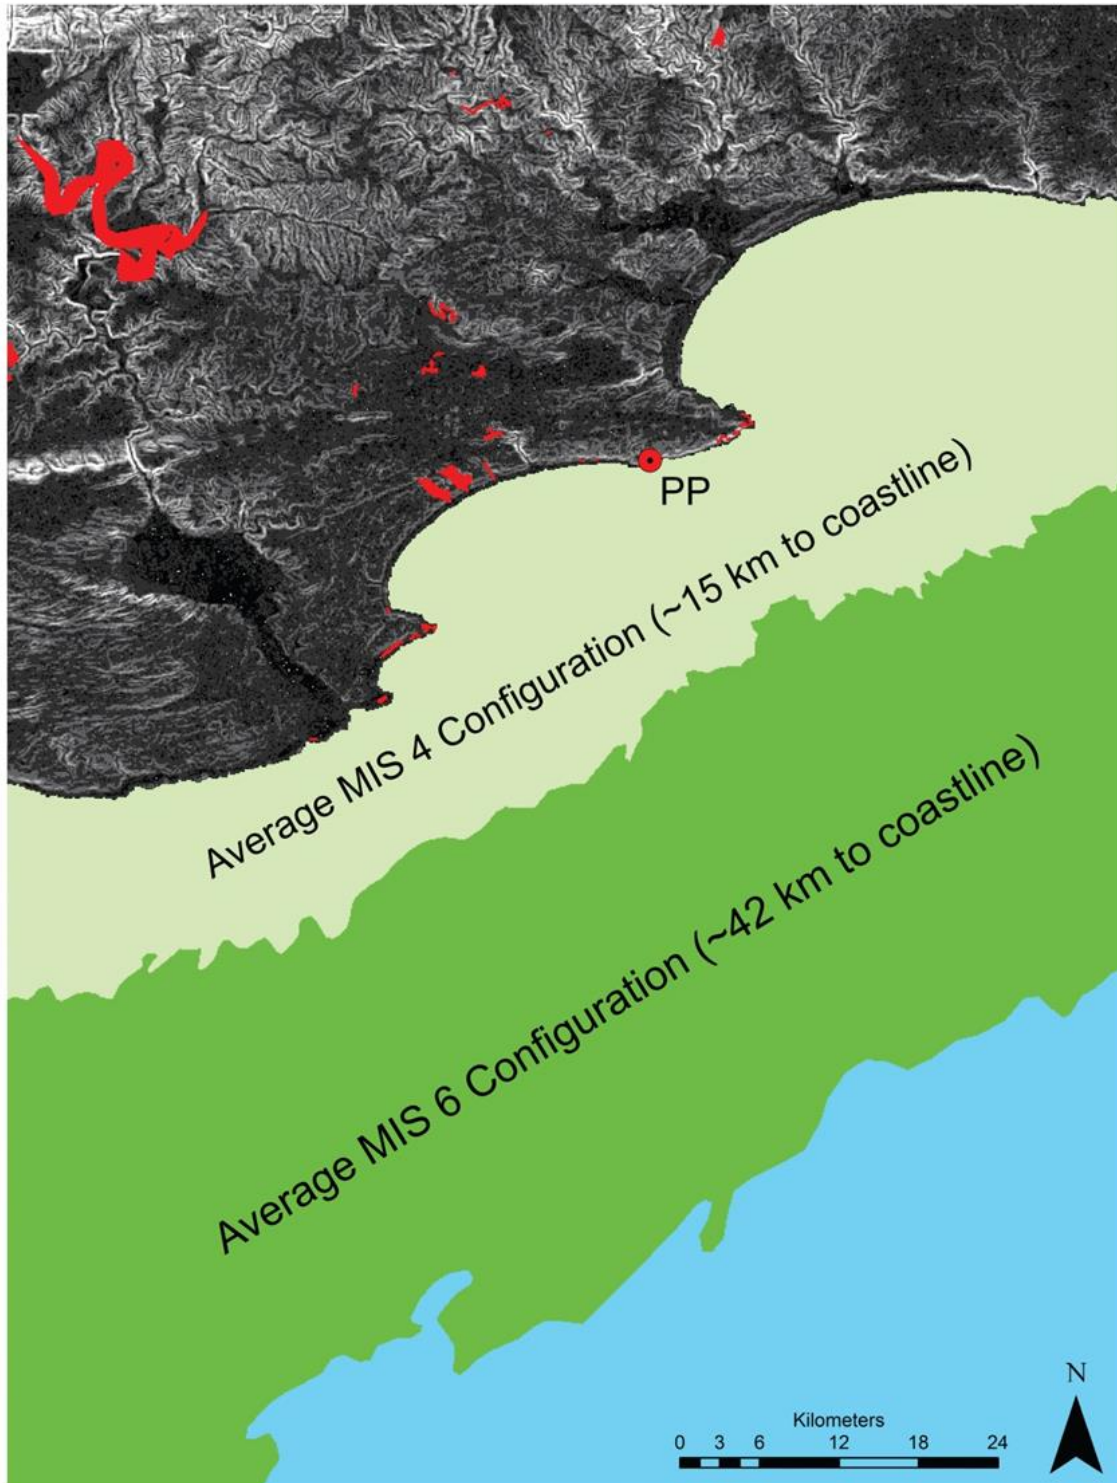 PP
Average MIS 4 Configuration (~15 km to coastline)
Average MIS 6 Configuration (~42 km to coastline)
N
Kilometers
0 3 6 12 18 24